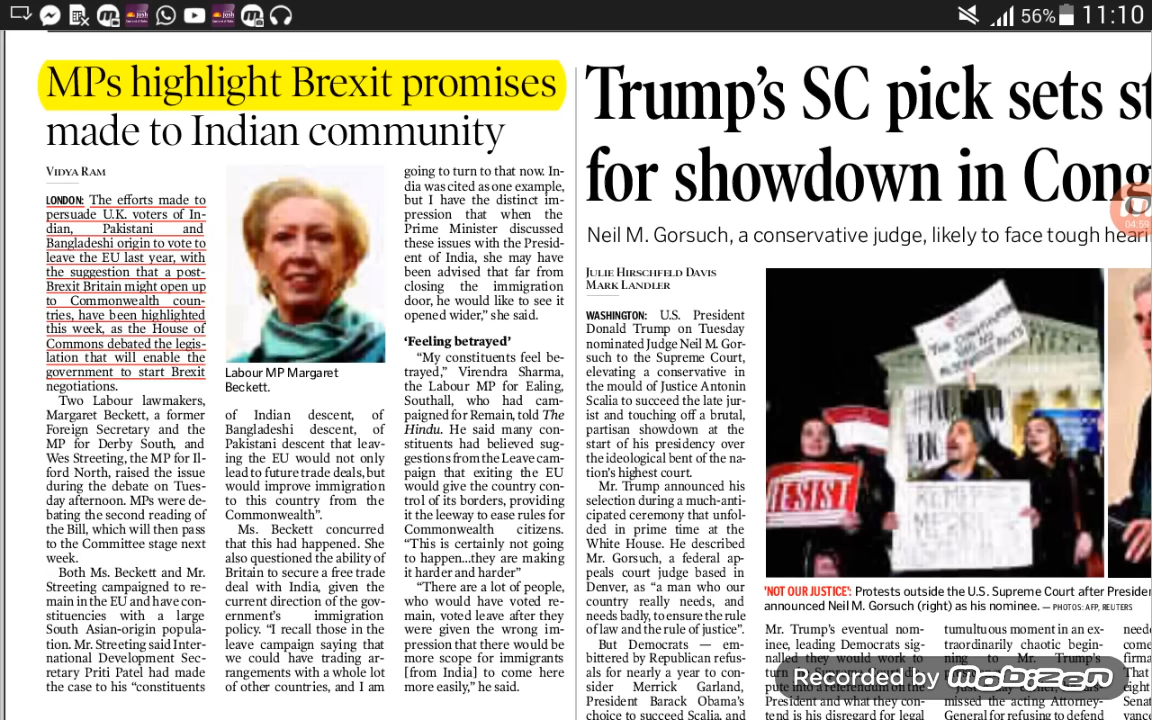 56% 11:10
MPs highlight Brexit promises
made to Indian community
VIDYA RAM
LONDON: The efforts made to
persuade U.K. voters of In-
dian, Pakistani and
Bangladeshi origin to vote to
leave the EU last year, with
the suggestion that a post-
Brexit Britain might open up
to Commonwealth coun-
tries, have been highlighted
this week, as the House of
Commons debated the legis-
lation that will enable the
government to start Brexit
negotiations.
Two Labour lawmakers,
Margaret Beckett, a former
Foreign Secretary and the
MP for Derby South, and
Wes Streeting, the MP for Il-
ford North, raised the issue
during the debate on Tues-
day afternoon. MPs were de-
bating the second reading of
the Bill, which will then pass
to the Committee stage next
week.
Both Ms. Beckett and Mr.
Streeting campaigned to re-
main in the EU and have con-
stituencies with a large
South Asian-origin popula-
tion. Mr. Streeting said Inter-
national Development Sec-
retary Priti Patel had made
the case to his “constituents
Labour MP Margaret
Beckett.
of Indian descent, of
Bangladeshi descent, of
Pakistani descent that leav-
ing the EU would not only
lead to future trade deals, but
would improve immigration
to this country from the
Commonwealth”.
Ms. Beckett concurred
that this had happened. She
also questioned the ability of
Britain to secure a free trade
deal with India, given the
current direction of the gov-
ernment’s immigration
policy. “I recall those in the
leave campaign saying that
we could have trading ar-
rangements with a whole lot
of other countries, and I am
going to turn to that now. In-
dia was cited as one example,
but I have the distinct im-
pression that when the
Prime Minister discussed
these issues with the Presid-
ent of India, she may have
been advised that far from
closing the immigration
door, he would like to see it
opened wider,” she said.
‘Feeling betrayed’
“My constituents feel be-
trayed,” Virendra Sharma,
the Labour MP for Ealing,
Southall, who had cam-
paigned for Remain, told The
Hindu. He said many con-
stituents had believed sug-
gestions from the Leave cam-
paign that exiting the EU
would give the country con-
trol of its borders, providing
it the leeway to ease rules for
Commonwealth citizens.
“This is certainly not going
to happen...they are making
it harder and harder”
“There are a lot of people,
who would have voted re-
main, voted leave after they
were given the wrong im-
pression that there would be
more scope for immigrants
[from India] to come here
more easily,” he said.
Trump’s SC pick sets
for showdown in Cong
Neil M. Gorsuch, a conservative judge, likely to face tough heari
04:59
JULIE HIRSCHFELD DAVIS
MARK LANDLER
WASHINGTON: U.S. President
Donald Trump on Tuesday
nominated Judge Neil M. Gor-
such to the Supreme Court,
elevating a conservative in
the mould of Justice Antonin
Scalia to succeed the late jur-
ist and touching off a brutal,
partisan showdown at the
start of his presidency over
the ideological bent of the na-
tion’s highest court.
Mr. Trump announced his
selection during a much-anti-
cipated ceremony that unfol-
ded in prime time at the
White House. He described
Mr. Gorsuch, a federal ap-
peals court judge based in
Denver, as “a man who our
country really needs, and
needs badly, to ensure the rule
of law and the rule of justice”.
But Democrats — em-
bittered by Republican refus-
als for nearly a year to con-
sider Merrick Garland,
President Barack Obama’s
choice to succeed Scalia, and
RESIST
‘NOT OUR JUSTICE’: Protests outside the U.S. Supreme Court after Presider
announced Neil M. Gorsuch (right) as his nominee. — PHOTOS: AFP, REUTERS
Mr. Trump’s eventual nom-
inee, leading Democrats sig-
nalled they would work to
turn
President and what they con-
tend is his disregard for legal
tumultuous moment in an ex-
traordinarily chaotic begin-
ning to Mr. Trump’s
missed the acting Attorney-
General for refusing to defend
Recorded by mobizen